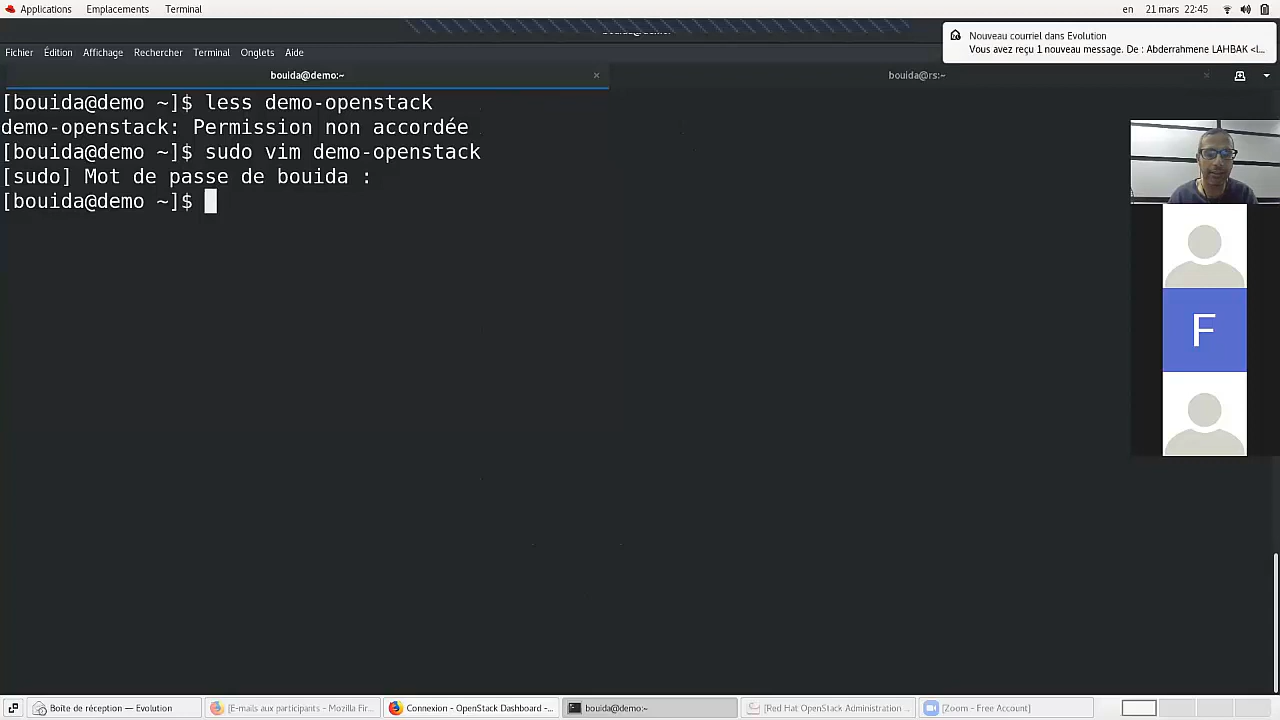 Applications Emplacements Terminal en 21 mars 22:45
Nouveau courriel dans Evolution
Vous avez reçu 1 nouveau message. De : Abderrahmene LAHBAK <l...
Fichier Édition Affichage Rechercher Terminal Onglets Aide
bouida@demo:~ × bouida@rs:~ ×
[bouida@demo ~]$ less demo-openstack
demo-openstack: Permission non accordée
[bouida@demo ~]$ sudo vim demo-openstack
[sudo] Mot de passe de bouida :
[bouida@demo ~]$
F
Boîte de réception — Evolution [E-mails aux participants - Mozilla Fir... Connexion - OpenStack Dashboard -... bouida@demo:~ [Red Hat OpenStack Administration ... [Zoom - Free Account]